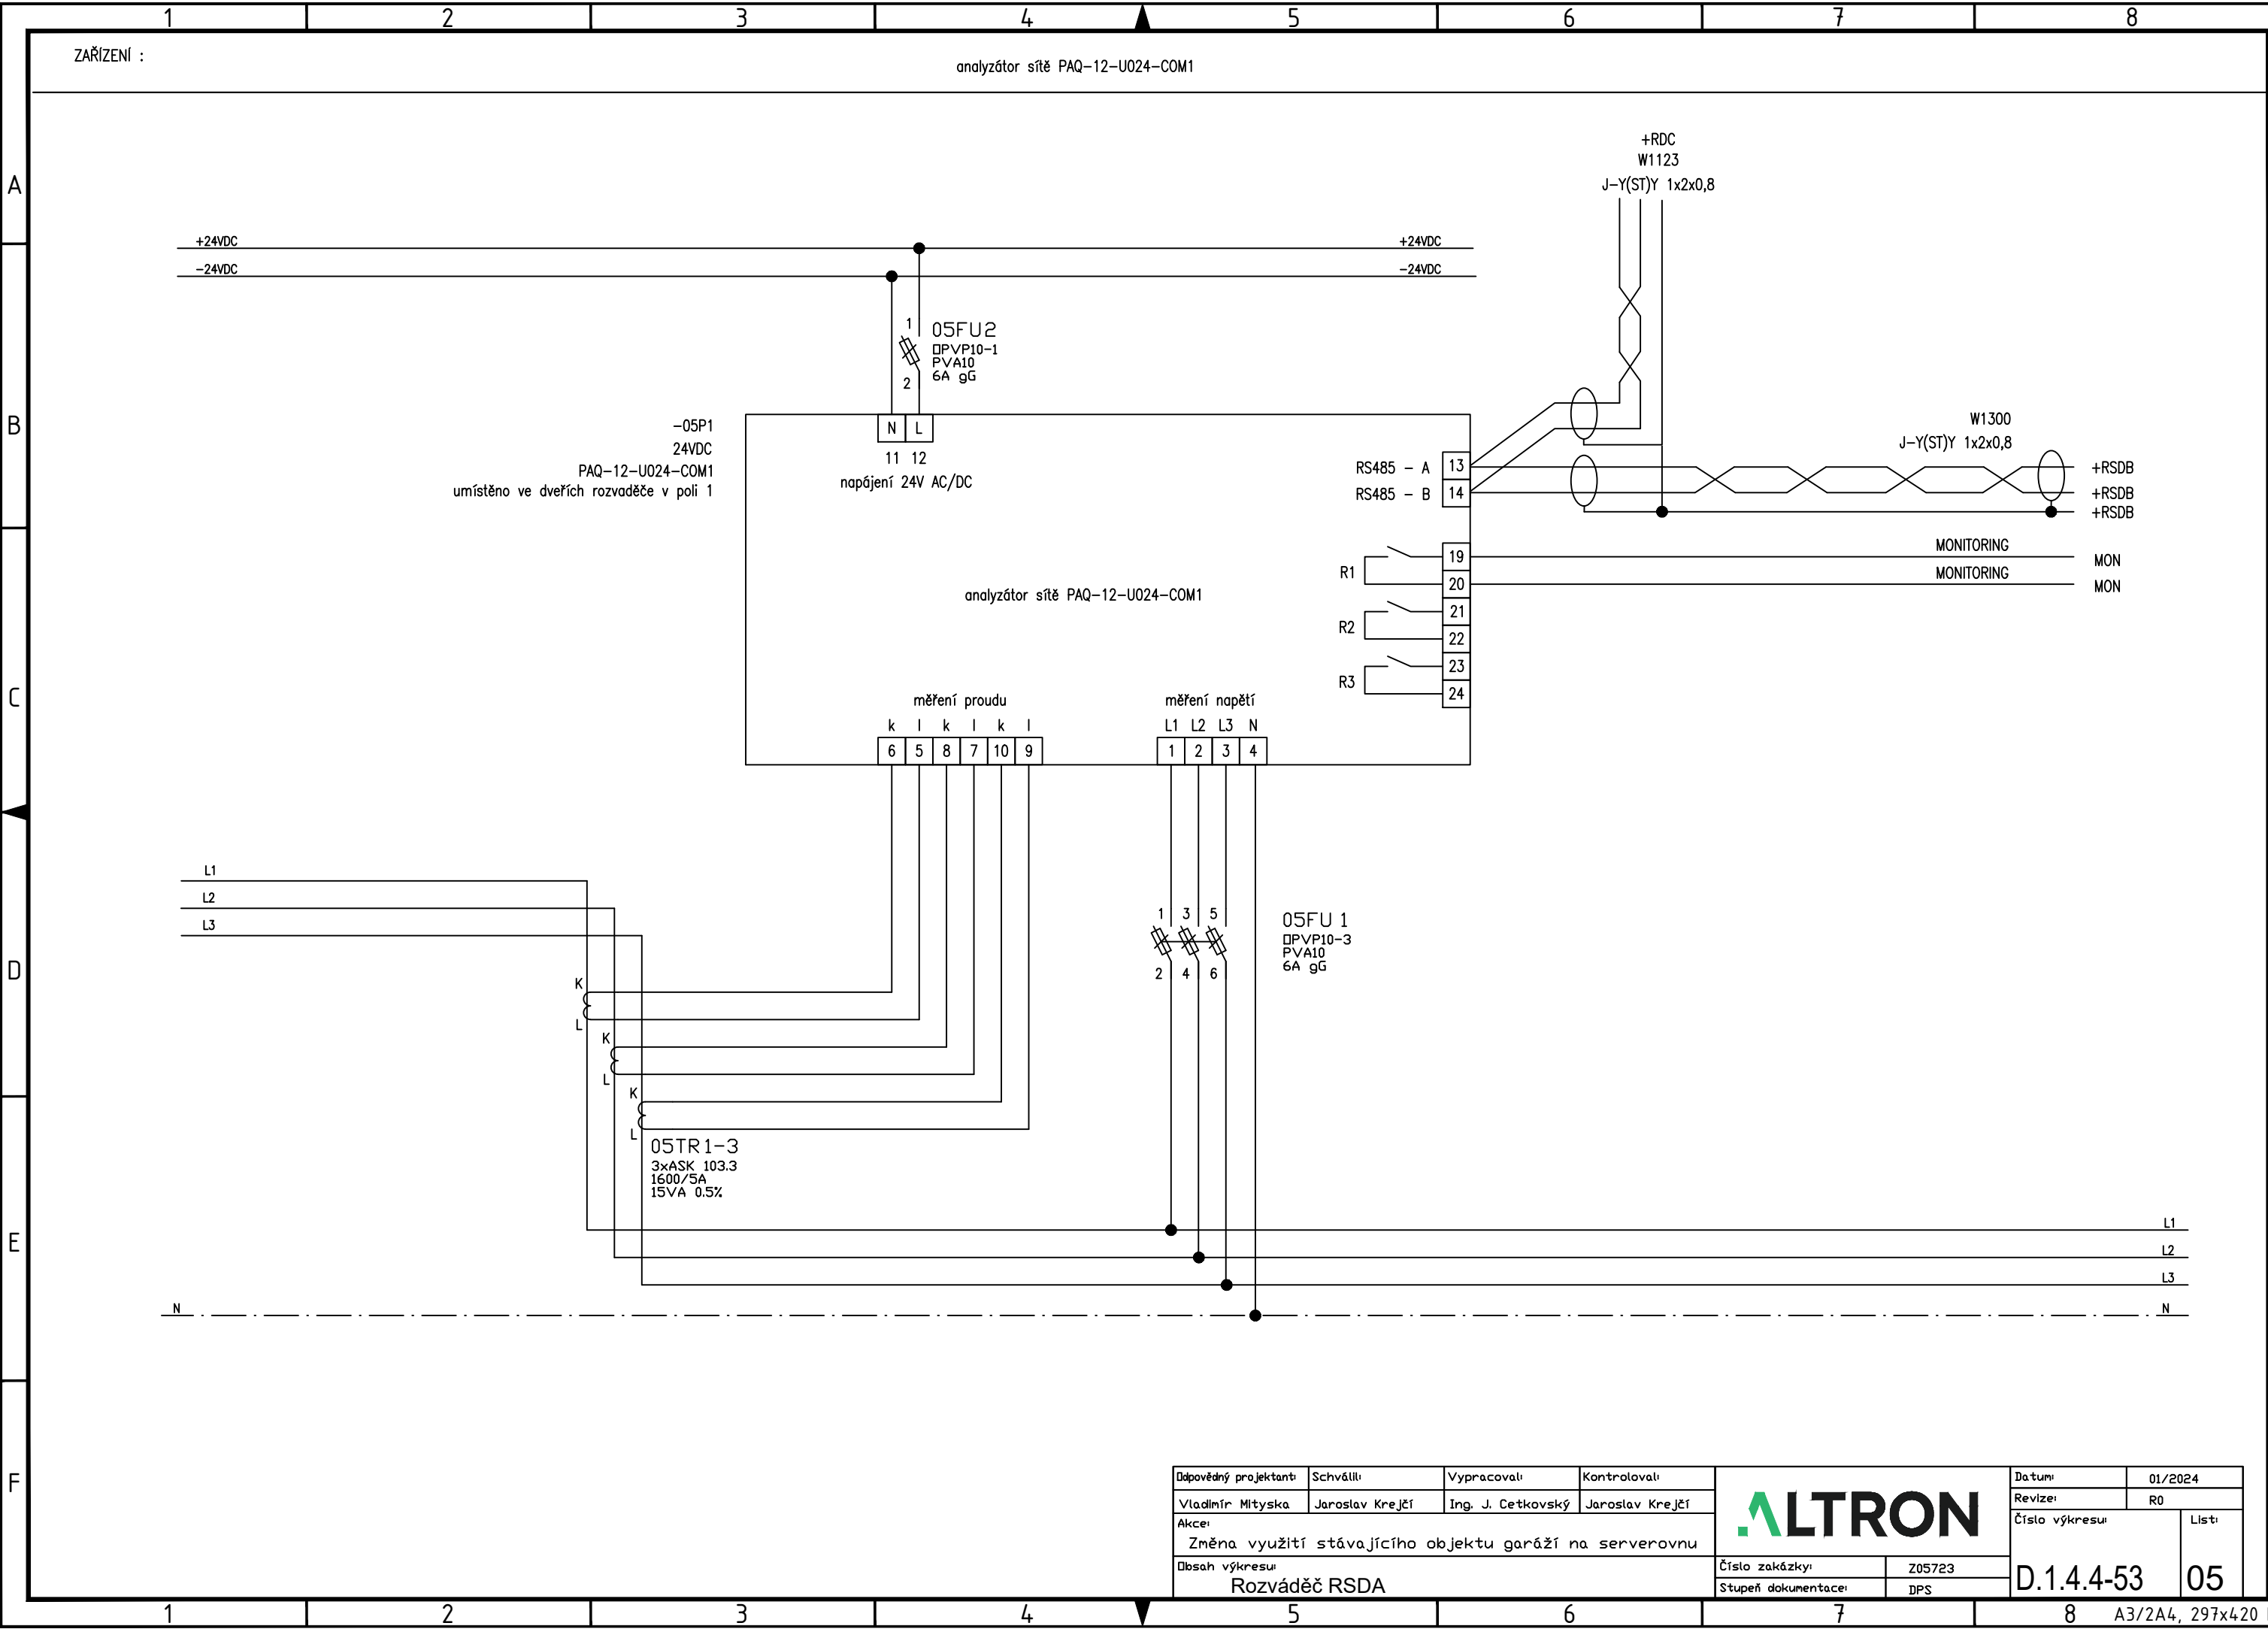 1 2 3 4 5 6 7 8
ZAŘÍZENÍ :
analyzátor sítě PAQ-12-U024-COM1
A
B
C
D
E
F
+RDC
W1123
J-Y(ST)Y 1x2x0,8
+24VDC +24VDC
-24VDC -24VDC
1
2
05FU2
OPVP10-1
PVA10
6A gG
-05P1
24VDC
PAQ-12-U024-COM1
umístěno ve dveřích rozvaděče v poli 1
N L
11 12
napájení 24V AC/DC
W1300
J-Y(ST)Y 1x2x0,8
RS485 - A 13
RS485 - B 14
+RSDB
+RSDB
+RSDB
R1 19
20
R2 21
22
R3 23
24
MONITORING MON
MONITORING MON
analyzátor sítě PAQ-12-U024-COM1
měření proudu
k l k l k l
6 5 8 7 10 9
měření napětí
L1 L2 L3 N
1 2 3 4
L1
L2
L3
1 3 5
2 4 6
05FU 1
OPVP10-3
PVA10
6A gG
K
L
K
L
K
L
05TR1-3
3xASK 103.3
1600/5A
15VA 0.5%
L1
L2
L3
N N
Odpovědný projektant: Schválil: Vypracoval: Kontroloval:
Vladimír Mityska Jaroslav Krejčí Ing. J. Cetkovský Jaroslav Krejčí
Akce:
Změna využití stávajícího objektu garáží na serverovnu
Obsah výkresu:
Rozváděč RSDA
ALTRON
Číslo zakázky: Z05723
Stupeň dokumentace: DPS
Datum: 01/2024
Revize: R0
Číslo výkresu: List:
D.1.4.4-53 05
1 2 3 4 5 6 7 8
A3/2A4, 297x420